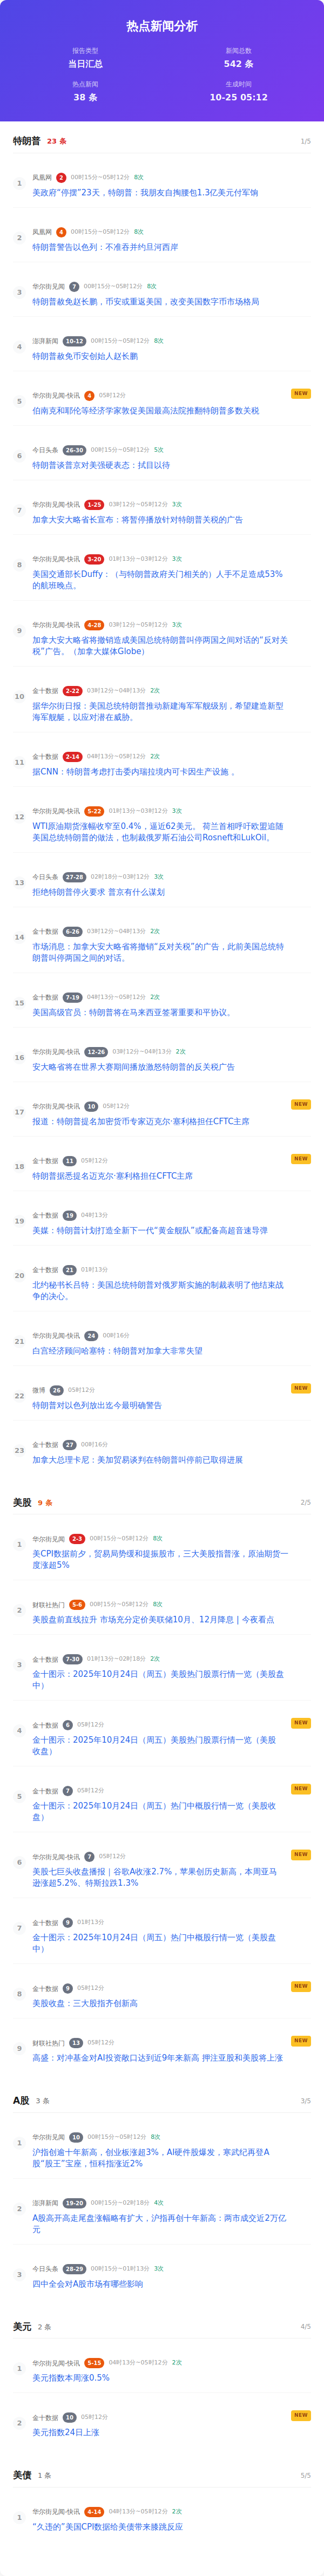 热点新闻分析
报告类型
新闻总数
当日汇总
542 条
热点新闻
生成时间
38 条
10-25 05:12
特朗普 23 条 1/5
1 凤凰网 2 00时15分~05时12分 8次
美政府“停摆”23天，特朗普：我朋友自掏腰包1.3亿美元付军饷
2 凤凰网 4 00时15分~05时12分 8次
特朗普警告以色列：不准吞并约旦河西岸
3 华尔街见闻 7 00时15分~05时12分 8次
特朗普赦免赵长鹏，币安或重返美国，改变美国数字货币市场格局
4 澎湃新闻 10-12 00时15分~05时12分 8次
特朗普赦免币安创始人赵长鹏
5 华尔街见闻-快讯 4 05时12分 NEW
伯南克和耶伦等经济学家敦促美国最高法院推翻特朗普多数关税
6 今日头条 26-30 00时15分~05时12分 5次
特朗普谈普京对美强硬表态：拭目以待
7 华尔街见闻-快讯 1-25 03时12分~05时12分 3次
加拿大安大略省长宣布：将暂停播放针对特朗普关税的广告
8 华尔街见闻-快讯 3-20 01时13分~03时12分 3次
美国交通部长Duffy：（与特朗普政府关门相关的）人手不足造成53%
的航班晚点。
9 华尔街见闻-快讯 4-28 03时12分~05时12分 3次
加拿大安大略省将撤销造成美国总统特朗普叫停两国之间对话的“反对关
税”广告。（加拿大媒体Globe）
10 金十数据 2-22 03时12分~04时13分 2次
据华尔街日报：美国总统特朗普推动新建海军军舰级别，希望建造新型
海军舰艇，以应对潜在威胁。
11 金十数据 2-14 04时13分~05时12分 2次
据CNN：特朗普考虑打击委内瑞拉境内可卡因生产设施 。
12 华尔街见闻-快讯 5-22 01时13分~03时12分 3次
WTI原油期货涨幅收窄至0.4%，逼近62美元。 荷兰首相呼吁欧盟追随
美国总统特朗普的做法，也制裁俄罗斯石油公司Rosneft和LukOil。
13 今日头条 27-28 02时18分~03时12分 3次
拒绝特朗普停火要求 普京有什么谋划
14 金十数据 6-26 03时12分~04时13分 2次
市场消息：加拿大安大略省将撤销“反对关税”的广告，此前美国总统特
朗普叫停两国之间的对话。
15 金十数据 7-19 04时13分~05时12分 2次
美国高级官员：特朗普将在马来西亚签署重要和平协议。
16 华尔街见闻-快讯 12-26 03时12分~04时13分 2次
安大略省将在世界大赛期间播放激怒特朗普的反关税广告
17 华尔街见闻-快讯 10 05时12分 NEW
报道：特朗普提名加密货币专家迈克尔·塞利格担任CFTC主席
18 金十数据 11 05时12分 NEW
特朗普据悉提名迈克尔·塞利格担任CFTC主席
19 金十数据 19 04时13分
美媒：特朗普计划打造全新下一代“黄金舰队”或配备高超音速导弹
20 金十数据 21 01时13分
北约秘书长吕特：美国总统特朗普对俄罗斯实施的制裁表明了他结束战
争的决心。
21 华尔街见闻-快讯 24 00时16分
白宫经济顾问哈塞特：特朗普对加拿大非常失望
22 微博 26 05时12分 NEW
特朗普对以色列放出迄今最明确警告
23 金十数据 27 00时16分
加拿大总理卡尼：美加贸易谈判在特朗普叫停前已取得进展
美股 9 条 2/5
1 华尔街见闻 2-3 00时15分~05时12分 8次
美CPI数据前夕，贸易局势缓和提振股市，三大美股指普涨，原油期货一
度涨超5%
2 财联社热门 5-6 00时15分~05时12分 8次
美股盘前直线拉升 市场充分定价美联储10月、12月降息 | 今夜看点
3 金十数据 7-30 01时13分~02时18分 2次
金十图示：2025年10月24日（周五）美股热门股票行情一览（美股盘
中）
4 金十数据 6 05时12分 NEW
金十图示：2025年10月24日（周五）美股热门股票行情一览（美股
收盘）
5 金十数据 7 05时12分 NEW
金十图示：2025年10月24日（周五）热门中概股行情一览（美股收
盘）
6 华尔街见闻-快讯 7 05时12分 NEW
美股七巨头收盘播报｜谷歌A收涨2.7%，苹果创历史新高，本周亚马
逊涨超5.2%、特斯拉跌1.3%
7 金十数据 9 01时13分
金十图示：2025年10月24日（周五）热门中概股行情一览（美股盘
中）
8 金十数据 9 05时12分 NEW
美股收盘：三大股指齐创新高
9 财联社热门 13 05时12分 NEW
高盛：对冲基金对AI投资敞口达到近9年来新高 押注亚股和美股将上涨
A股 3 条 3/5
1 华尔街见闻 10 00时15分~05时12分 8次
沪指创逾十年新高，创业板涨超3%，AI硬件股爆发，寒武纪再登A
股“股王”宝座，恒科指涨近2%
2 澎湃新闻 19-20 00时15分~02时18分 4次
A股高开高走尾盘涨幅略有扩大，沪指再创十年新高：两市成交近2万亿
元
3 今日头条 28-29 00时15分~01时13分 3次
四中全会对A股市场有哪些影响
美元 2 条 4/5
1 华尔街见闻-快讯 5-15 04时13分~05时12分 2次
美元指数本周涨0.5%
2 金十数据 10 05时12分 NEW
美元指数24日上涨
美债 1 条 5/5
1 华尔街见闻-快讯 4-14 04时13分~05时12分 2次
“久违的”美国CPI数据给美债带来膝跳反应